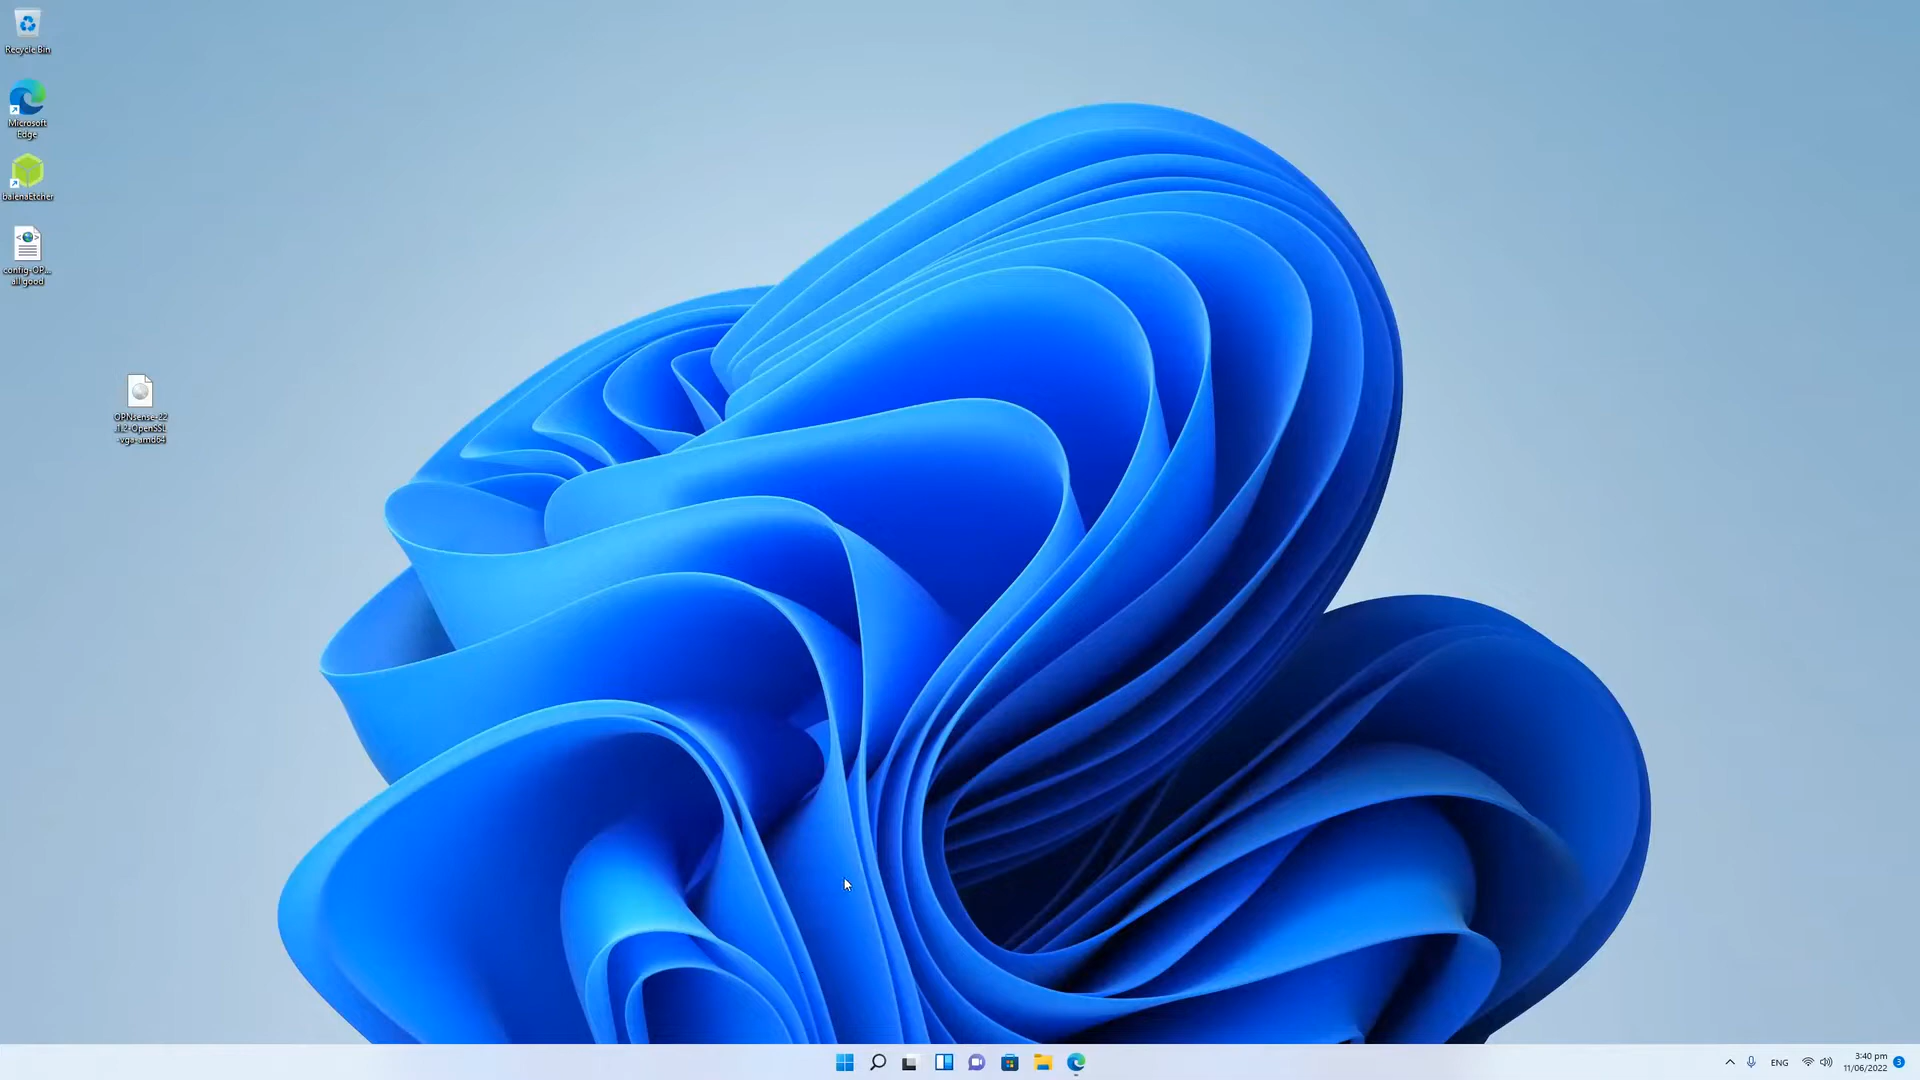 Recycle Bin
Microsoft
Edge
balenaEtcher
config-OP...
all good
OPNsense-22
.1.2-OpenSSL
-vga-amd64
ENG
3:40 pm
11/06/2022
3